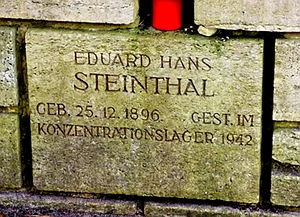 EDUARD HANS
STEINTHAL
GEB. 25.12.1896. GEST. IM
KONZENTRATIONSLAGER 1942